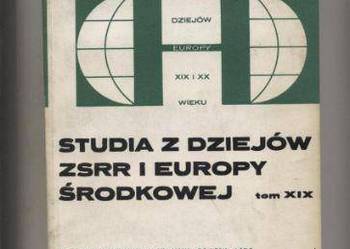 DZIEJÓW
EUROPY
XIX i XX
WIEKU
STUDIA Z DZIEJÓW
ZSRR I EUROPY
ŚRODKOWEJ tom XIX